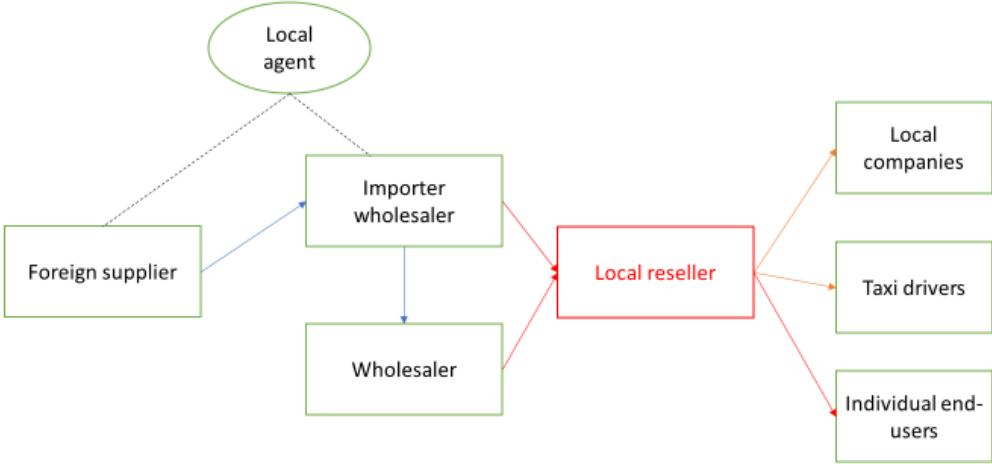 Local
agent
Importer
wholesaler
Foreign supplier
Wholesaler
Local reseller
Local
companies
Taxi drivers
Individual end-
users